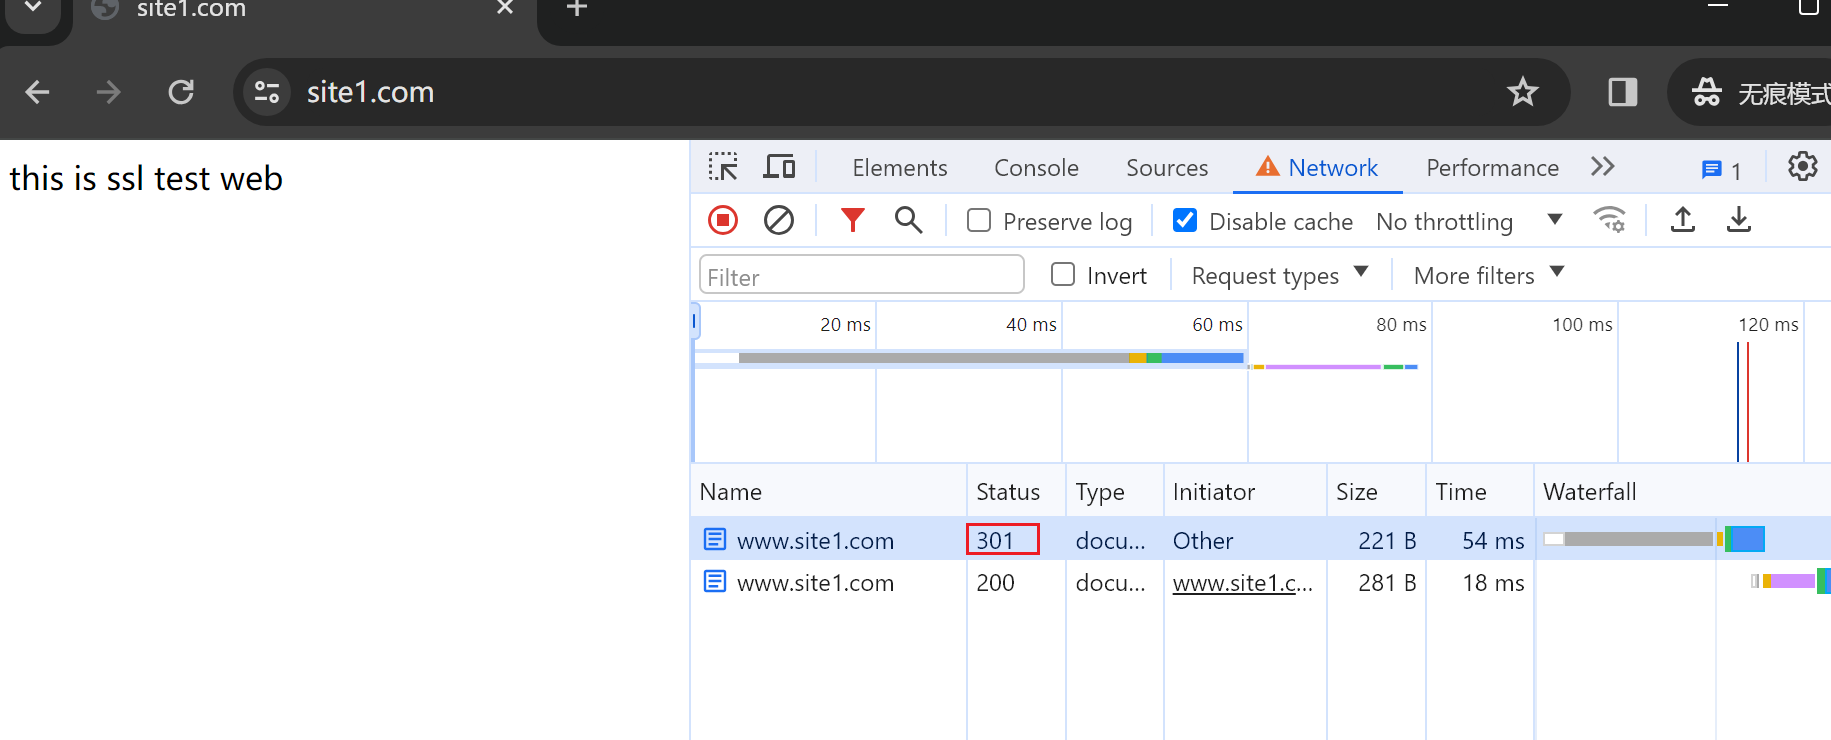 site1.com
site1.com
无痕模式
this is ssl test web
Elements Console Sources Network Performance 1
Preserve log Disable cache No throttling
Filter Invert Request types More filters
20 ms 40 ms 60 ms 80 ms 100 ms 120 ms
Name Status Type Initiator Size Time Waterfall
www.site1.com 301 docu... Other 221 B 54 ms
www.site1.com 200 docu... www.site1.c... 281 B 18 ms